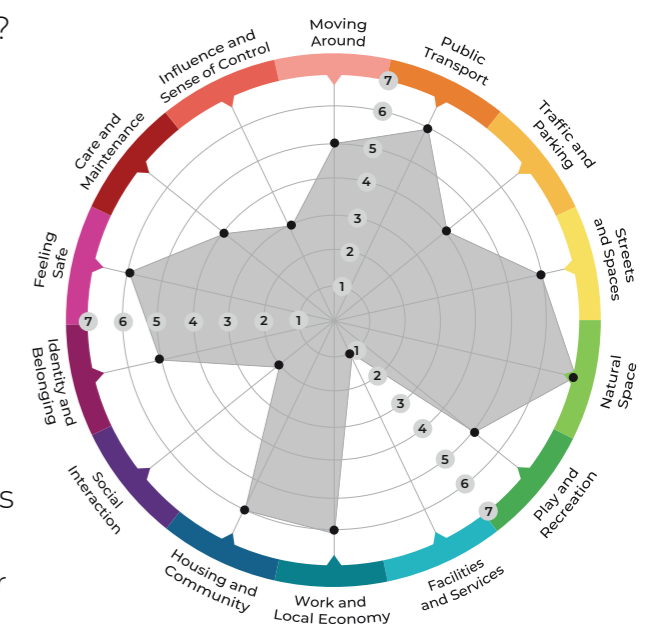 ?
Moving
Around
Public
Transport
Traffic and
Parking
Streets
and Spaces
Natural
Space
Play and
Recreation
Facilities
and Services
Work and
Local Economy
Housing and
Community
Social
Interaction
Identity and
Belonging
Feeling
Safe
Care and
Maintenance
Influence and
Sense of Control
7
6
5
4
3
2
1
7 6 5 4 3 2 1
1
2
3
4
5
6
7
s
r